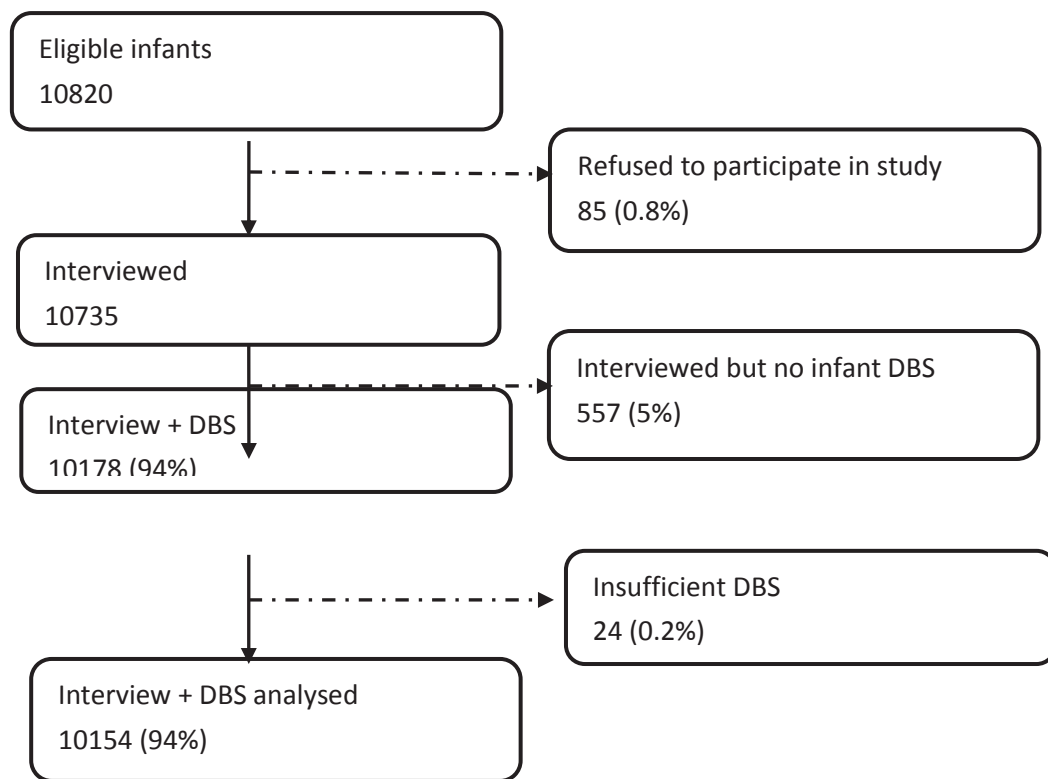 Eligible infants
10820
Refused to participate in study
85 (0.8%)
Interviewed
10735
Interviewed but no infant DBS
557 (5%)
Interview + DBS
10178 (94%)
Insufficient DBS
24 (0.2%)
Interview + DBS analysed
10154 (94%)